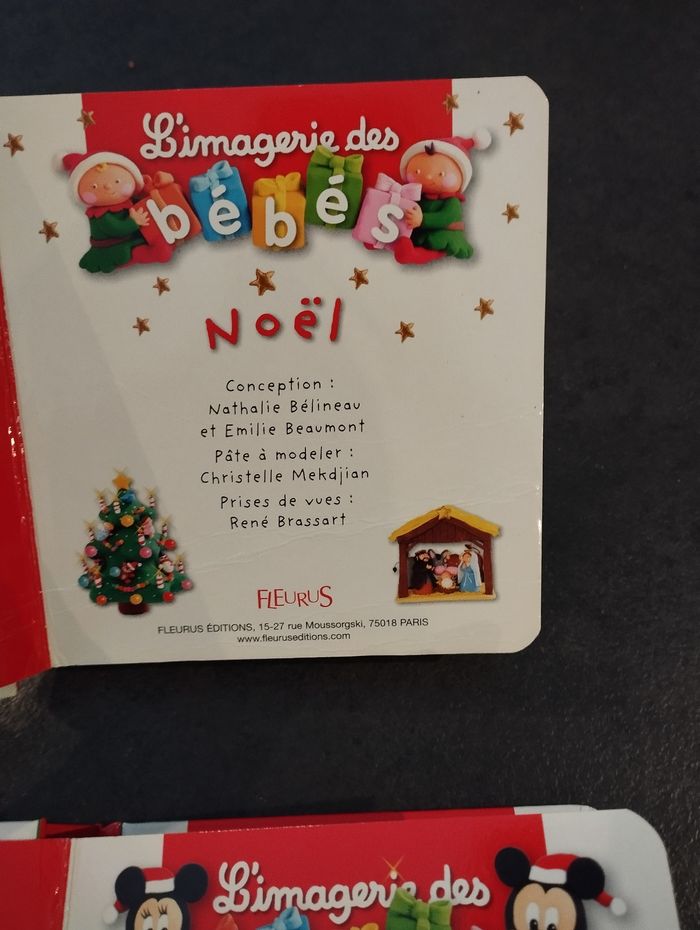 L'imagerie des
bébés
Noël
Conception :
Nathalie Bélineau
et Emilie Beaumont
Pâte à modeler :
Christelle Mekdjian
Prises de vues :
René Brassart
FLEURUS
FLEURUS ÉDITIONS, 15-27 rue Moussorgski, 75018 PARIS
www.fleuruseditions.com
L'imagerie des